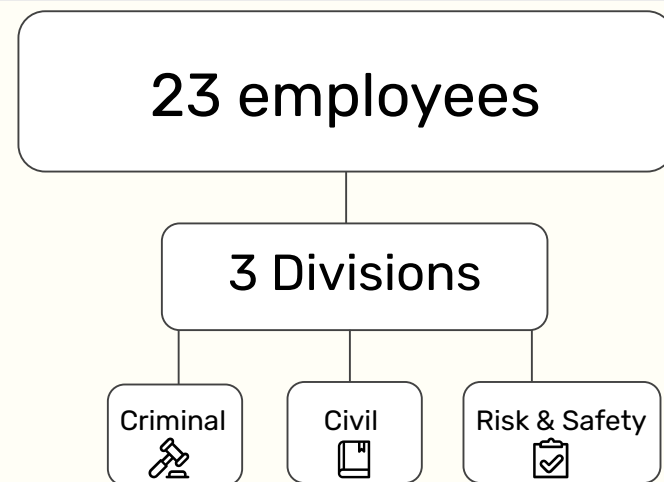 23 employees
3 Divisions
Criminal
Civil
Risk & Safety